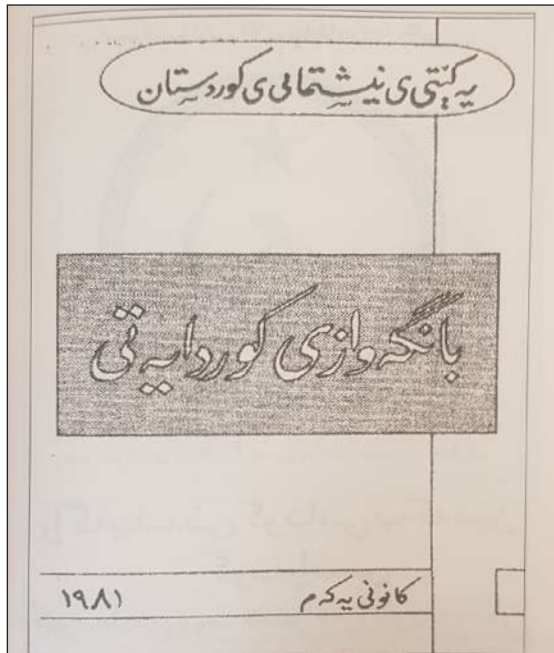 یەکێتی ی نیشتمانی ی کوردستان
بانگەوازی کوردایەتی
کانونی یەکەم ١٩٨١